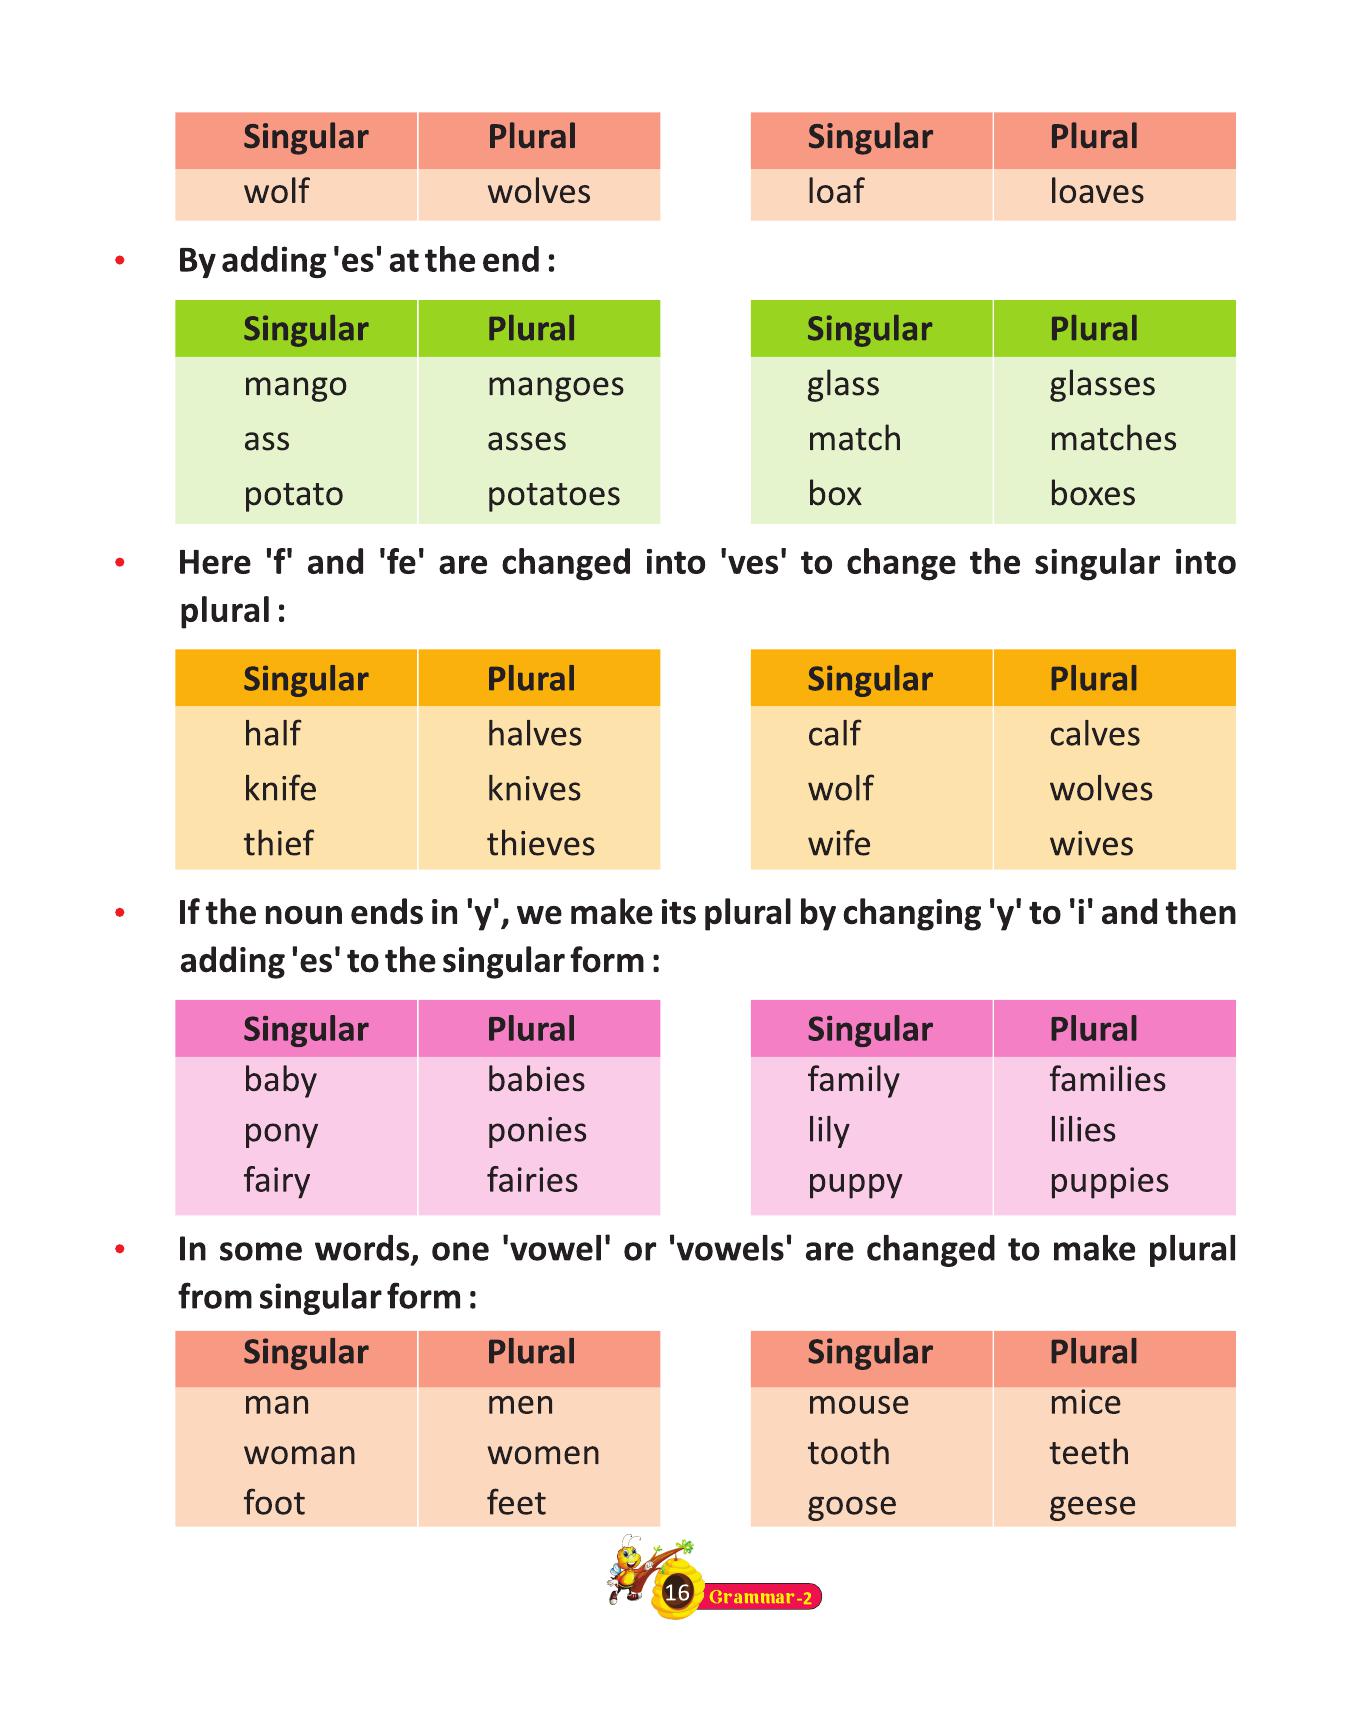 Singular Plural Singular Plural
wolf wolves loaf loaves
• By adding 'es' at the end :
Singular Plural Singular Plural
mango mangoes glass glasses
ass asses match matches
potato potatoes box boxes
• Here 'f' and 'fe' are changed into 'ves' to change the singular into
plural :
Singular Plural Singular Plural
half halves calf calves
knife knives wolf wolves
thief thieves wife wives
• If the noun ends in 'y', we make its plural by changing 'y' to 'i' and then
adding 'es' to the singular form :
Singular Plural Singular Plural
baby babies family families
pony ponies lily lilies
fairy fairies puppy puppies
• In some words, one 'vowel' or 'vowels' are changed to make plural
from singular form :
Singular Plural Singular Plural
man men mouse mice
woman women tooth teeth
foot feet goose geese
16 Grammar-2